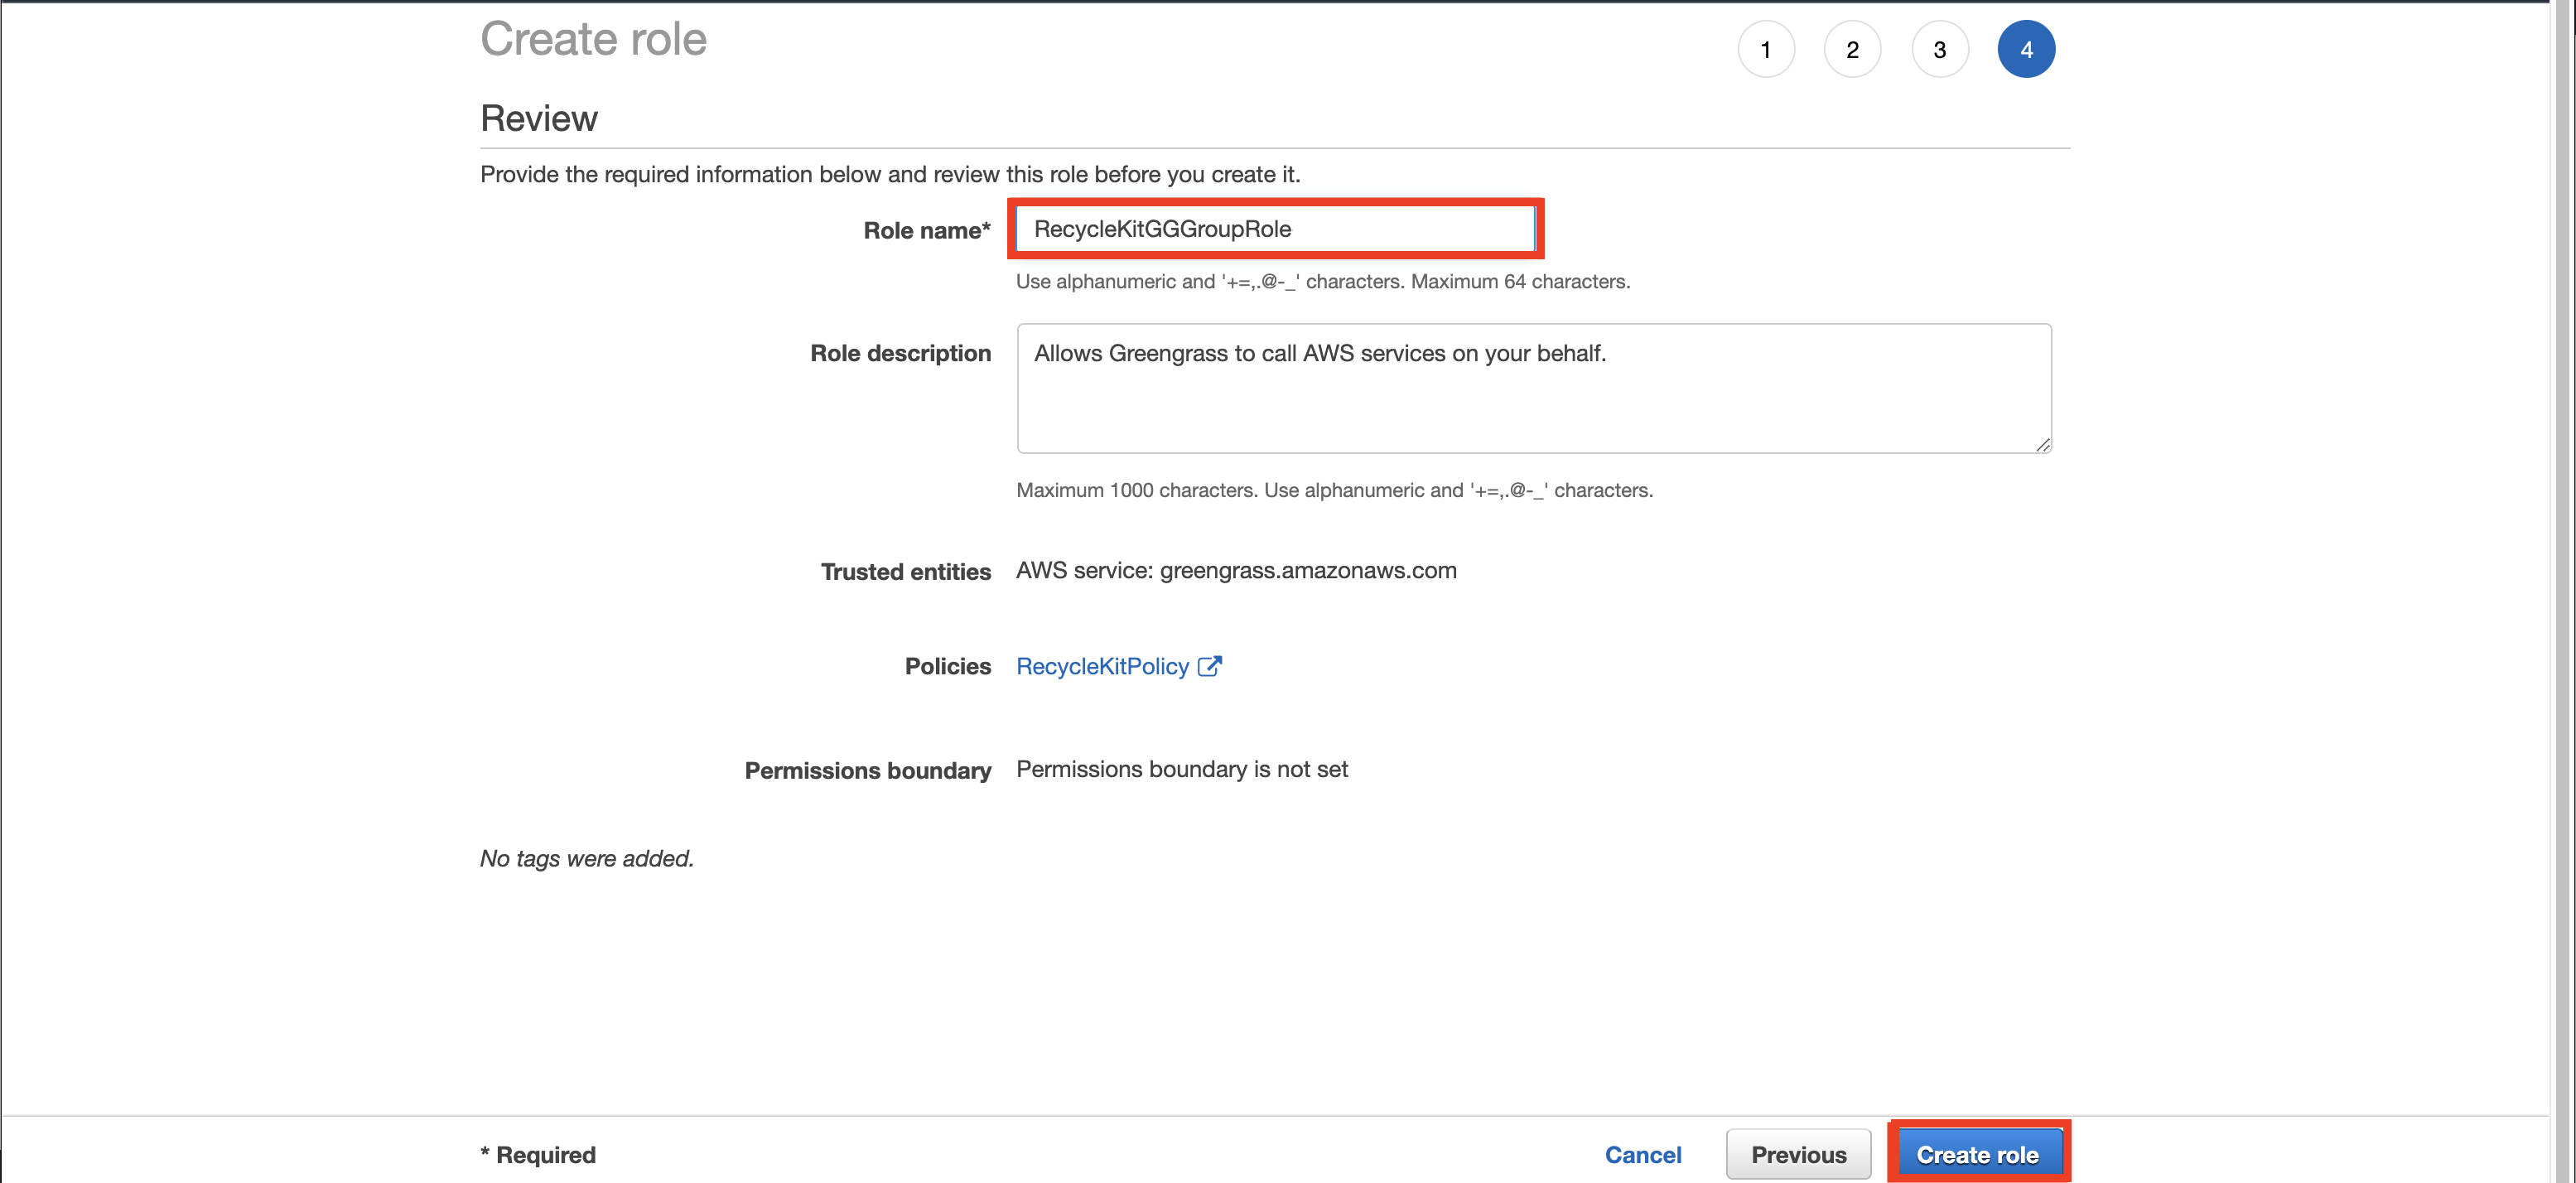 Create role
1 2 3 4
Review
Provide the required information below and review this role before you create it.
Role name* RecycleKitGGGroupRole
Use alphanumeric and '+=,.@-_' characters. Maximum 64 characters.
Role description Allows Greengrass to call AWS services on your behalf.
Maximum 1000 characters. Use alphanumeric and '+=,.@-_' characters.
Trusted entities AWS service: greengrass.amazonaws.com
Policies RecycleKitPolicy
Permissions boundary Permissions boundary is not set
No tags were added.
* Required Cancel Previous Create role